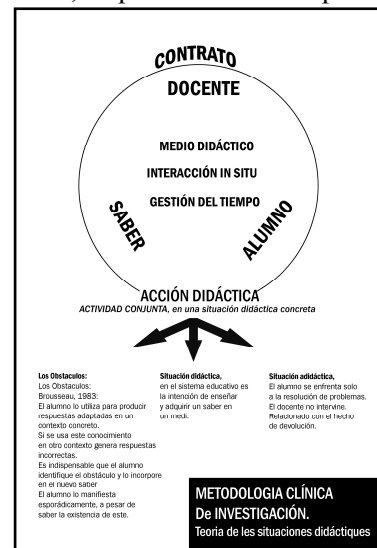 CONTRATO
DOCENTE
MEDIO DIDÁCTICO
INTERACCIÓN IN SITU
GESTIÓN DEL TIEMPO
SABER
ALUMNO
ACCIÓN DIDÁCTICA
ACTIVIDAD CONJUNTA, en una situación didáctica concreta
Los Obstaculos:
Los Obstaculos:
Brousseau, 1983:
El alumno lo utiliza para producir
respuestas adaptadas en un
contexto concreto.
Si se usa este conocimiento
en otro contexto genera respuestas
incorrectas.
Es indispensable que el alumno
identifique el obstáculo y lo incorpore
en el nuevo saber
El alumno lo manifiesta
esporádicamente, a pesar de
saber la existencia de este.
Situación didáctica,
en el sistema educativo es
la intención de enseñar
y adquirir un saber en
un medi.
Situación adidáctica,
El alumno se enfrenta solo
a la resolución de problemas.
El docente no intervine.
Relacionado con el hecho
de devolución.
METODOLOGIA CLÍNICA
De INVESTIGACIÓN.
Teoria de les situaciones didáctiques